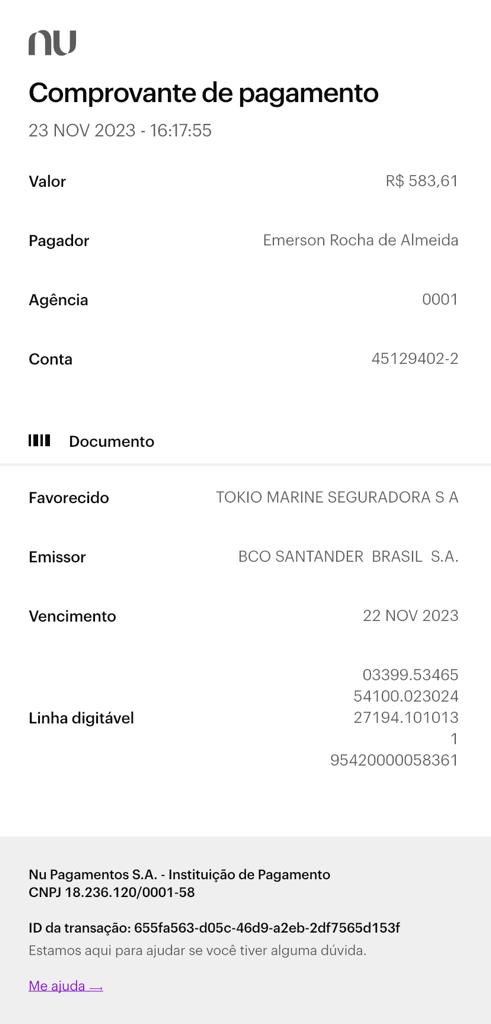 nu
Comprovante de pagamento
23 NOV 2023 - 16:17:55
Valor R$ 583,61
Pagador Emerson Rocha de Almeida
Agência 0001
Conta 45129402-2
Documento
Favorecido TOKIO MARINE SEGURADORA S A
Emissor BCO SANTANDER BRASIL S.A.
Vencimento 22 NOV 2023
03399.53465
54100.023024
Linha digitável 27194.101013
1
95420000058361
Nu Pagamentos S.A. - Instituição de Pagamento
CNPJ 18.236.120/0001-58
ID da transação: 655fa563-d05c-46d9-a2eb-2df7565d153f
Estamos aqui para ajudar se você tiver alguma dúvida.
Me ajuda →